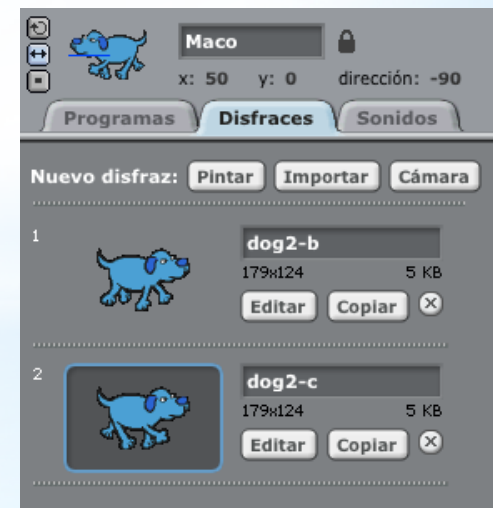 Maco
x: 50 y: 0 dirección: -90
Programas Disfraces Sonidos
Nuevo disfraz: Pintar Importar Cámara
1
dog2-b
179x124 5 KB
Editar Copiar
2
dog2-c
179x124 5 KB
Editar Copiar